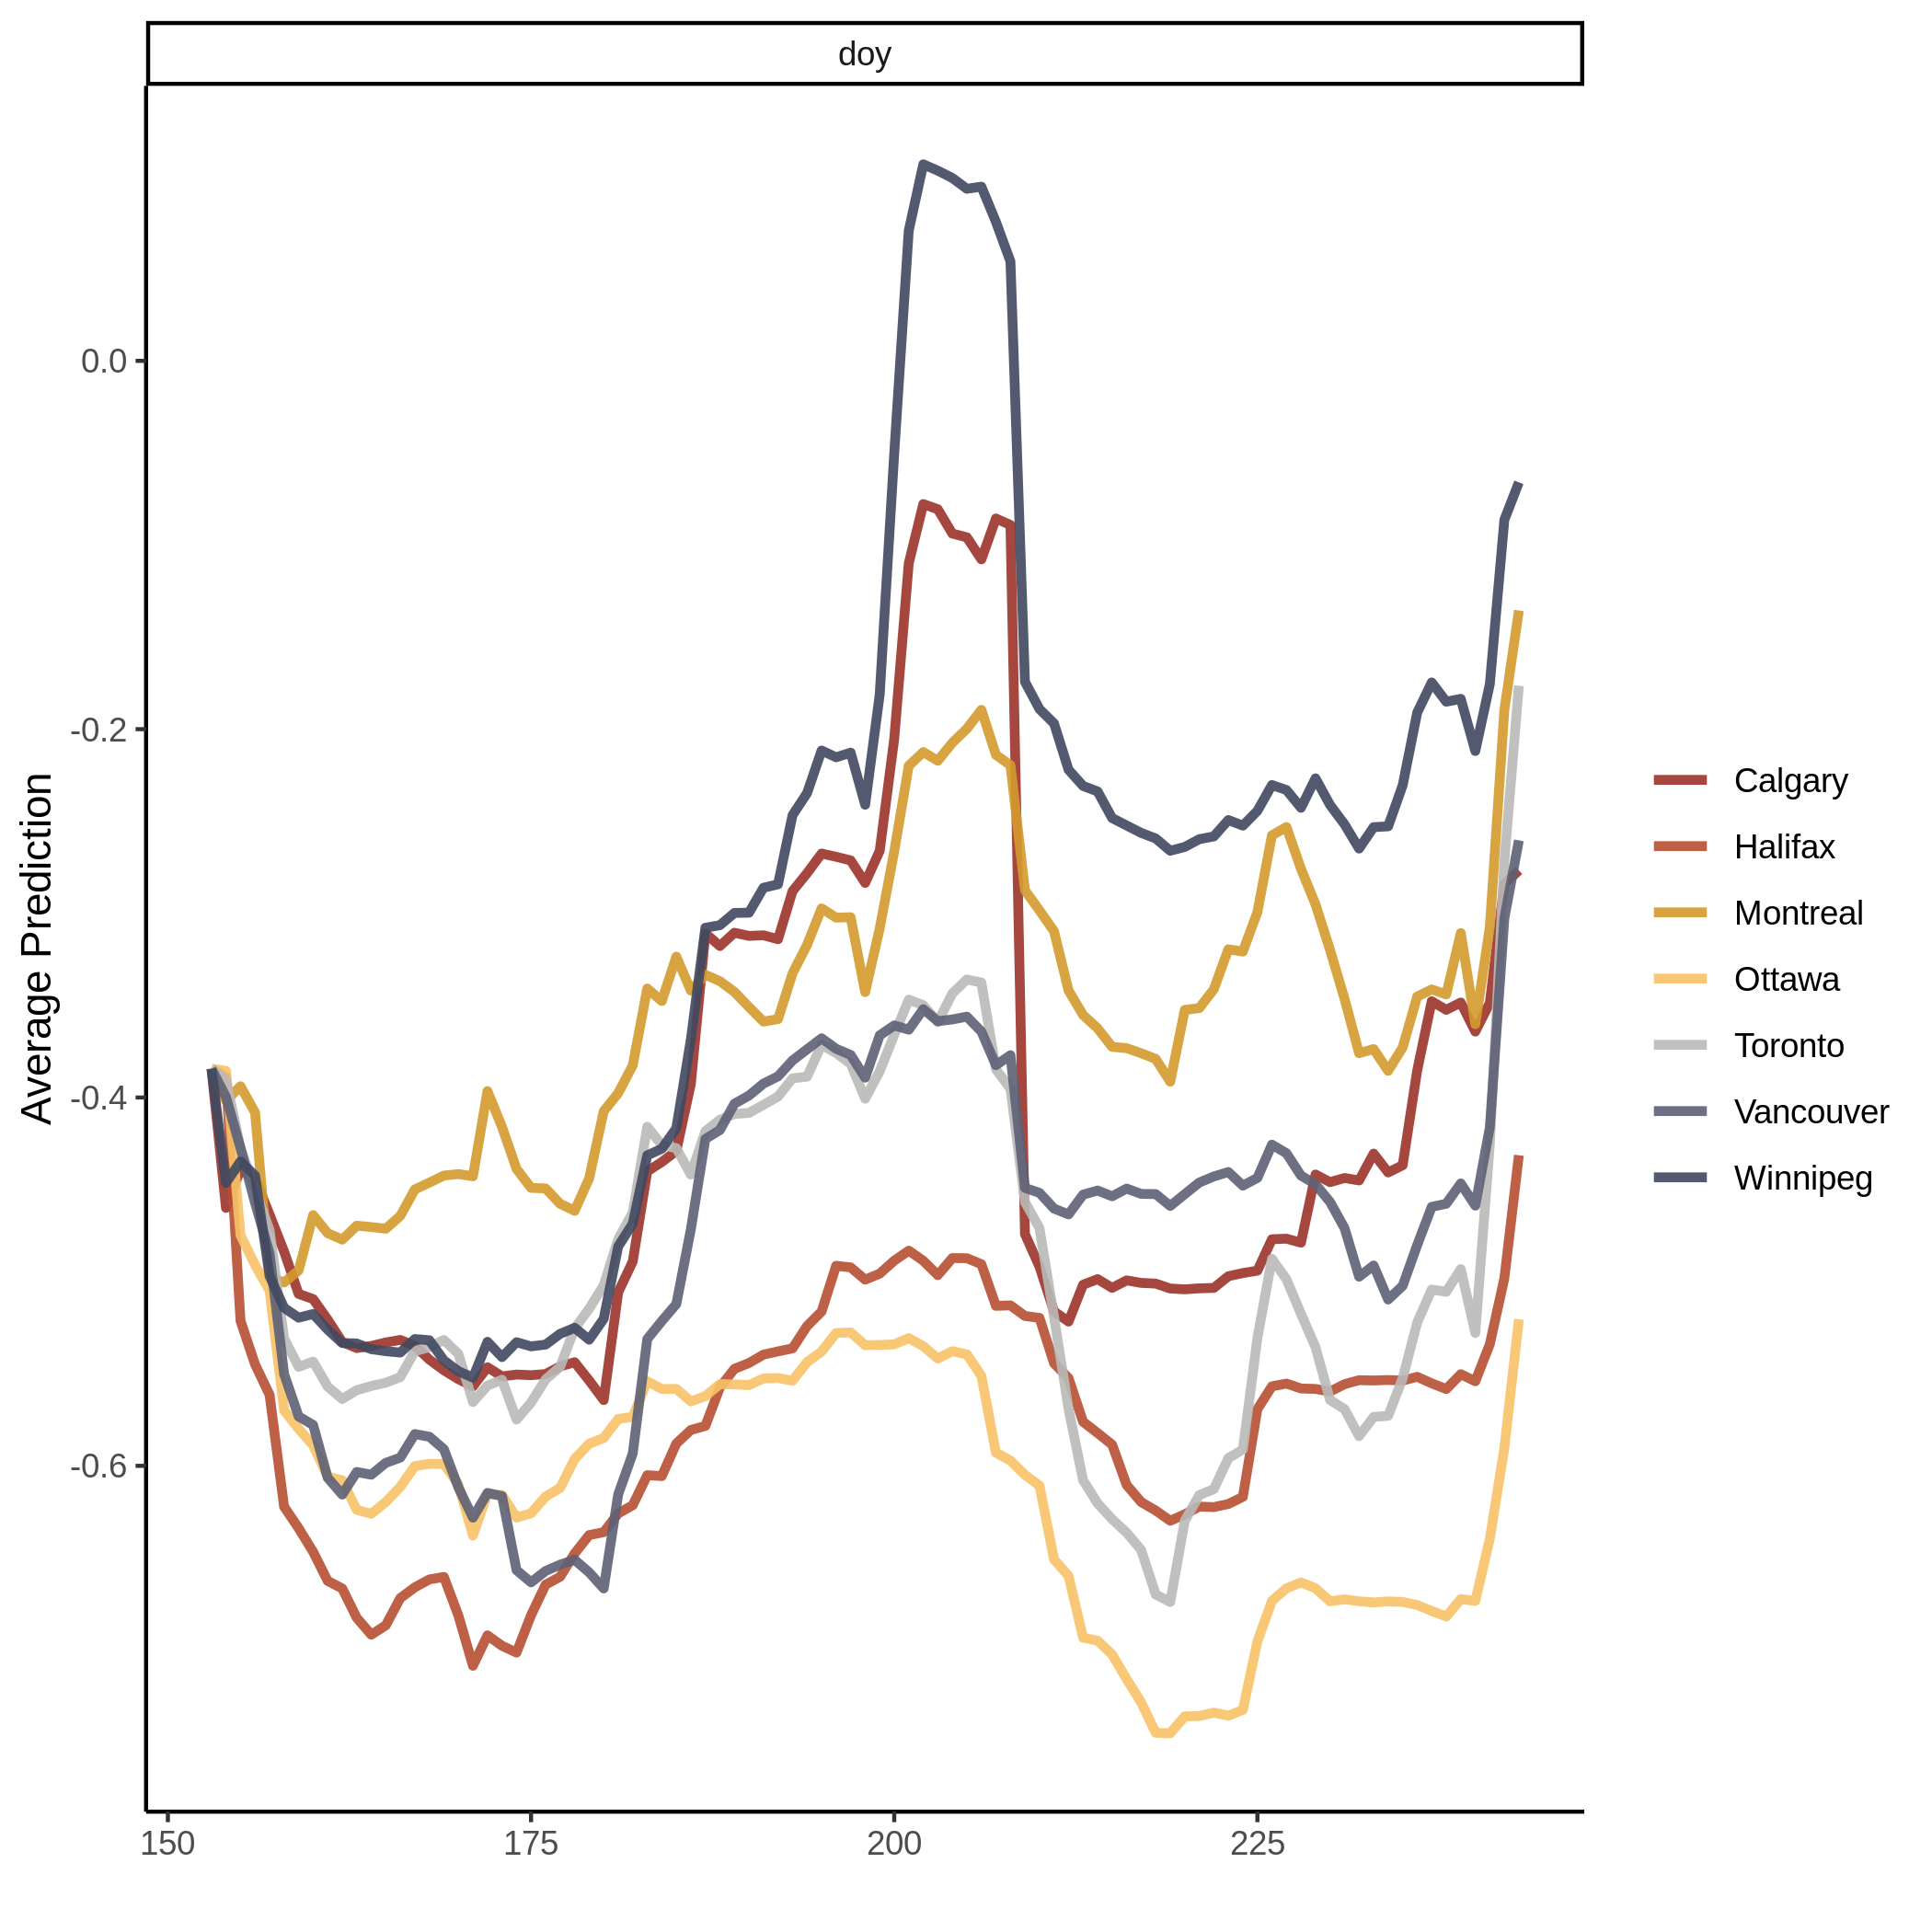 doy
Average Prediction
0.0
-0.2
-0.4
-0.6
150
175
200
225
Calgary
Halifax
Montreal
Ottawa
Toronto
Vancouver
Winnipeg